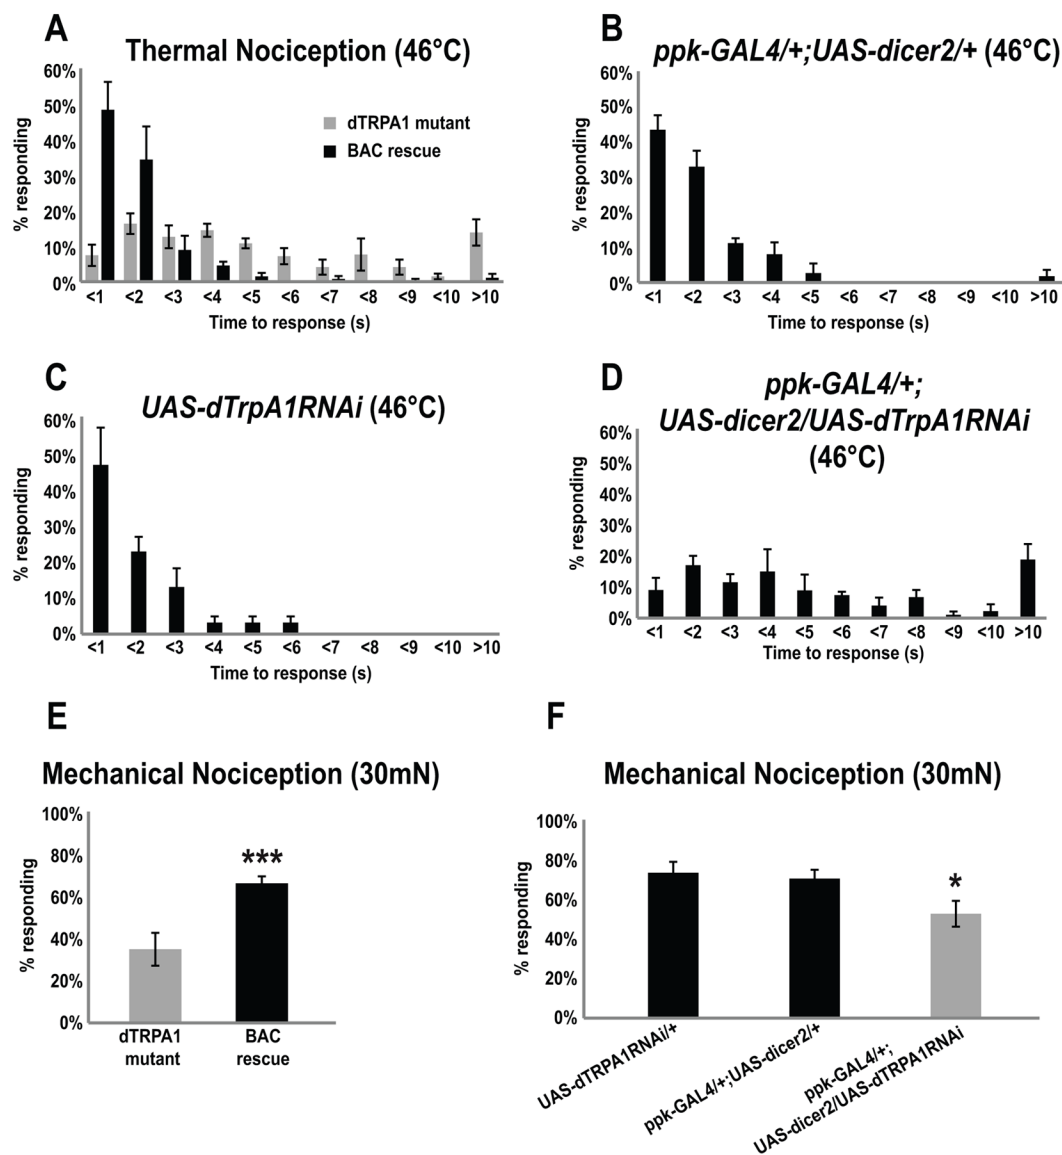 A
Thermal Nociception (46°C)
60%
50%
40%
30%
20%
10%
0%
% responding
dTRPA1 mutant
BAC rescue
<1 <2 <3 <4 <5 <6 <7 <8 <9 <10 >10
Time to response (s)
B
ppk-GAL4/+;UAS-dicer2/+ (46°C)
60%
50%
40%
30%
20%
10%
0%
% responding
<1 <2 <3 <4 <5 <6 <7 <8 <9 <10 >10
Time to response (s)
C
UAS-dTrpA1RNAi (46°C)
60%
50%
40%
30%
20%
10%
0%
% responding
<1 <2 <3 <4 <5 <6 <7 <8 <9 <10 >10
Time to response (s)
D
ppk-GAL4/+;
UAS-dicer2/UAS-dTrpA1RNAi
(46°C)
60%
50%
40%
30%
20%
10%
0%
% responding
<1 <2 <3 <4 <5 <6 <7 <8 <9 <10 >10
Time to response (s)
E
Mechanical Nociception (30mN)
100%
80%
60%
40%
20%
0%
% responding
***
dTRPA1
mutant
BAC
rescue
F
Mechanical Nociception (30mN)
100%
80%
60%
40%
20%
0%
% responding
*
UAS-dTRPA1RNAi/+
ppk-GAL4/+;UAS-dicer2/+
ppk-GAL4/+;
UAS-dicer2/UAS-dTRPA1RNAi